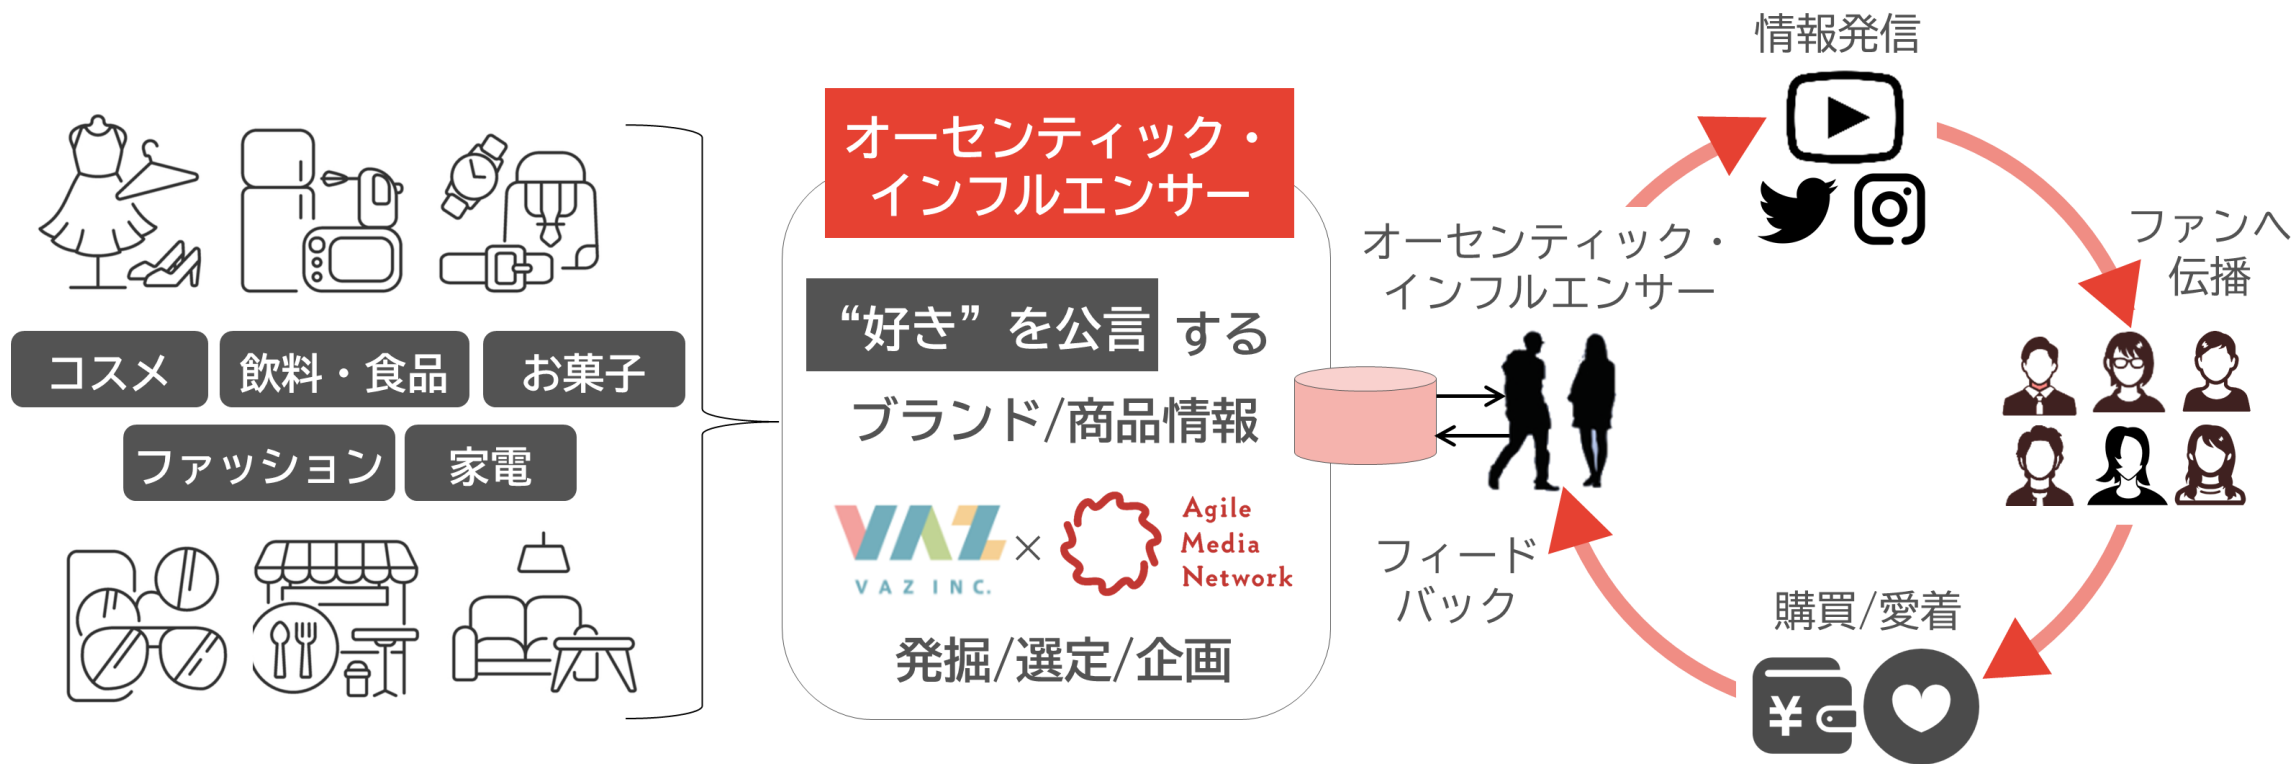 コスメ
飲料・食品
お菓子
ファッション
家電
オーセンティック・
インフルエンサー
“好き”を公言する
ブランド/商品情報
VAZ
VAZ INC.
×
Agile
Media
Network
発掘/選定/企画
オーセンティック・
インフルエンサー
情報発信
ファンへ
伝播
購買/愛着
¥
フィード
バック